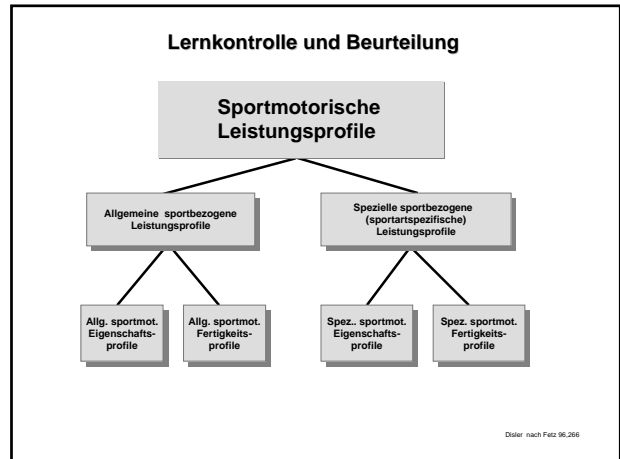 Lernkontrolle und Beurteilung
Sportmotorische
Leistungsprofile
Allgemeine sportbezogene
Leistungsprofile
Spezielle sportbezogene
(sportartspezifische)
Leistungsprofile
Allg. sportmot.
Eigenschafts-
profile
Allg. sportmot.
Fertigkeits-
profile
Spez.. sportmot.
Eigenschafts-
profile
Spez. sportmot.
Fertigkeits-
profile
Disler nach Fetz 96,266